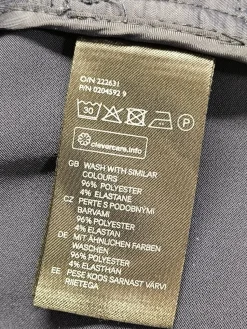 O/N 222631
P/N 0204592 9
30 P
clevercare.info
GB WASH WITH SIMILAR
COLOURS
96% POLYESTER
4% ELASTANE
CZ PERTE S PODOBNÝMI
BARVAMI
96% POLYESTER
4% ELASTAN
DE MIT ÄHNLICHEN FARBEN
WASCHEN
96% POLYESTER
4% ELASTHAN
EE PESE KOOS SARNAST VÄRVI
RIIETEGA